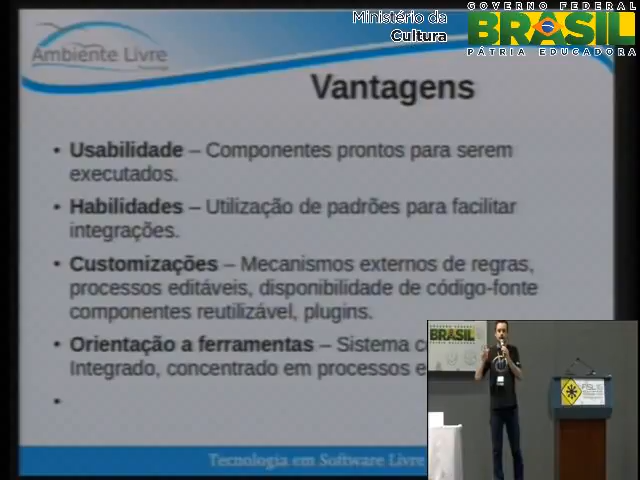 Ministério da
Cultura
GOVERNO FEDERAL
BRASIL
PÁTRIA EDUCADORA
Ambiente Livre
Vantagens
• Usabilidade – Componentes prontos para serem
executados.
• Habilidades – Utilização de padrões para facilitar
integrações.
• Customizações – Mecanismos externos de regras,
processos editáveis, disponibilidade de código-fonte
componentes reutilizável, plugins.
• Orientação a ferramentas – Sistema
Integrado, concentrado em processos e
•
BRASIL
FISL
Tecnologia em Software Livre